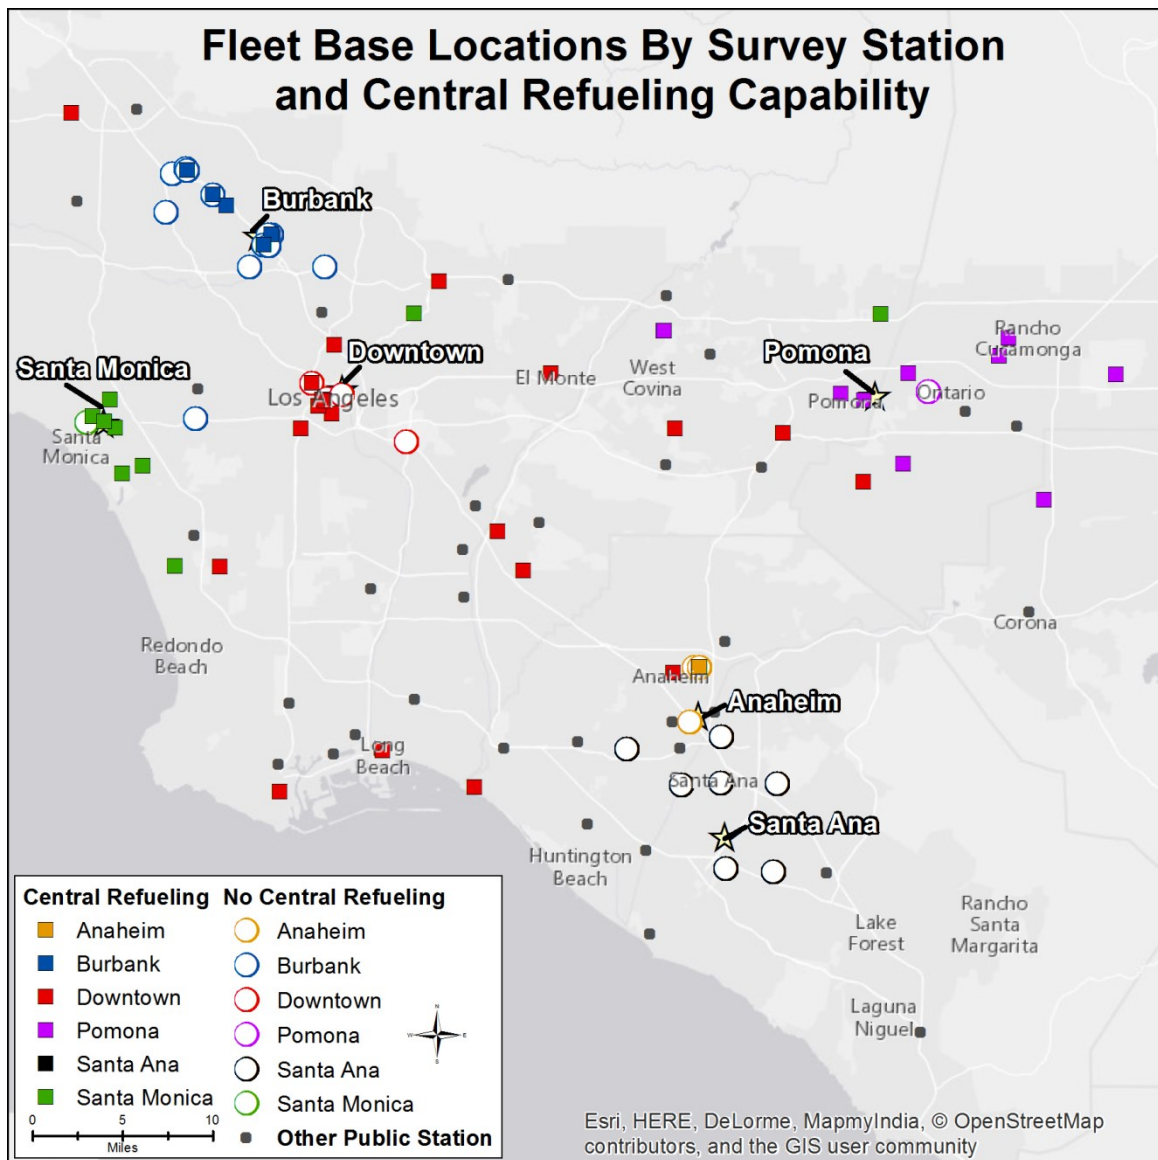 Fleet Base Locations By Survey Station
and Central Refueling Capability
Burbank
Santa Monica
Downtown
Pomona
Los Angeles
El Monte
West
Covina
Rancho
Cucamonga
Pomona
Ontario
Santa
Monica
Redondo
Beach
Corona
Anaheim
Anaheim
Long
Beach
Santa Ana
Santa Ana
Huntington
Beach
Lake
Forest
Rancho
Santa
Margarita
Laguna
Niguel
Central Refueling No Central Refueling
Anaheim Anaheim
Burbank Burbank
Downtown Downtown
Pomona Pomona
Santa Ana Santa Ana
Santa Monica Santa Monica
Other Public Station
N
W E
S
0 5 10
Miles
Esri, HERE, DeLorme, MapmyIndia, © OpenStreetMap
contributors, and the GIS user community